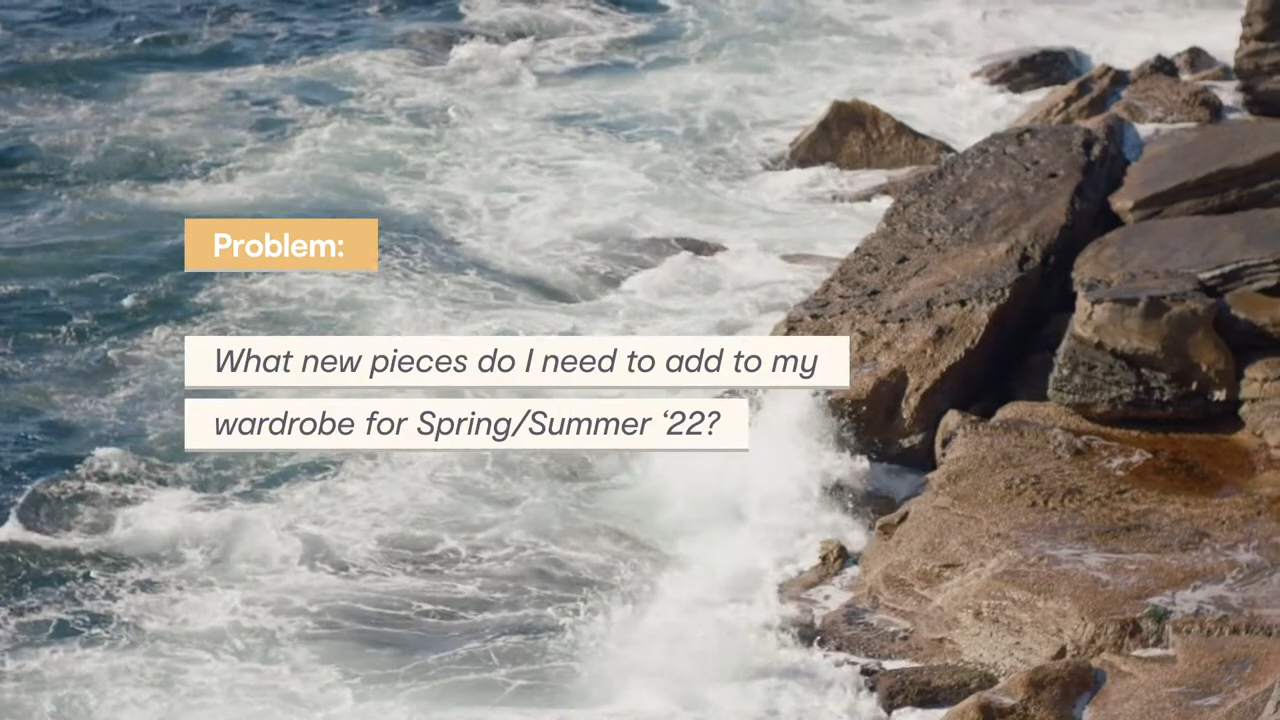 Problem:
What new pieces do I need to add to my
wardrobe for Spring/Summer ‘22?